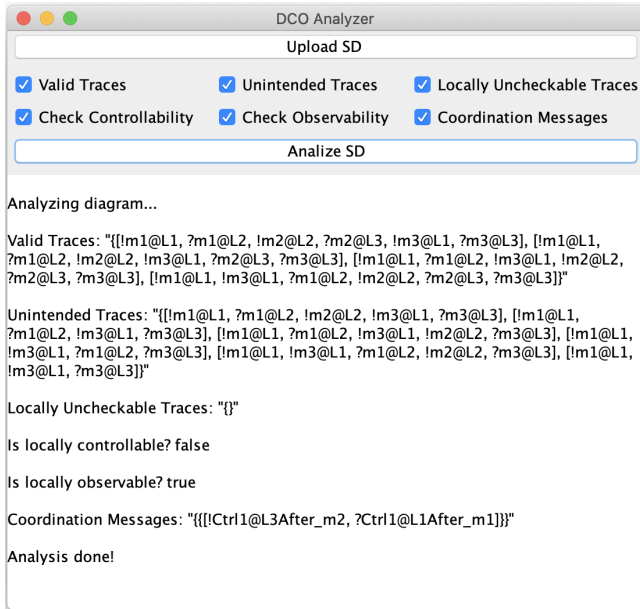 DCO Analyzer
Upload SD
Valid Traces Unintended Traces Locally Uncheckable Traces
Check Controllability Check Observability Coordination Messages
Analize SD
Analyzing diagram...
Valid Traces: "{[!m1@L1, ?m1@L2, !m2@L2, ?m2@L3, !m3@L1, ?m3@L3], [!m1@L1,
?m1@L2, !m2@L2, !m3@L1, ?m2@L3, ?m3@L3], [!m1@L1, ?m1@L2, !m3@L1, !m2@L2,
?m2@L3, ?m3@L3], [!m1@L1, !m3@L1, ?m1@L2, !m2@L2, ?m2@L3, ?m3@L3]}"
Unintended Traces: "{[!m1@L1, ?m1@L2, !m2@L2, !m3@L1, ?m3@L3], [!m1@L1,
?m1@L2, !m3@L1, ?m3@L3], [!m1@L1, ?m1@L2, !m3@L1, !m2@L2, ?m3@L3], [!m1@L1,
!m3@L1, ?m1@L2, ?m3@L3], [!m1@L1, !m3@L1, ?m1@L2, !m2@L2, ?m3@L3], [!m1@L1,
!m3@L1, ?m3@L3]}"
Locally Uncheckable Traces: "{}"
Is locally controllable? false
Is locally observable? true
Coordination Messages: "{{[!Ctrl1@L3After_m2, ?Ctrl1@L1After_m1]}}"
Analysis done!